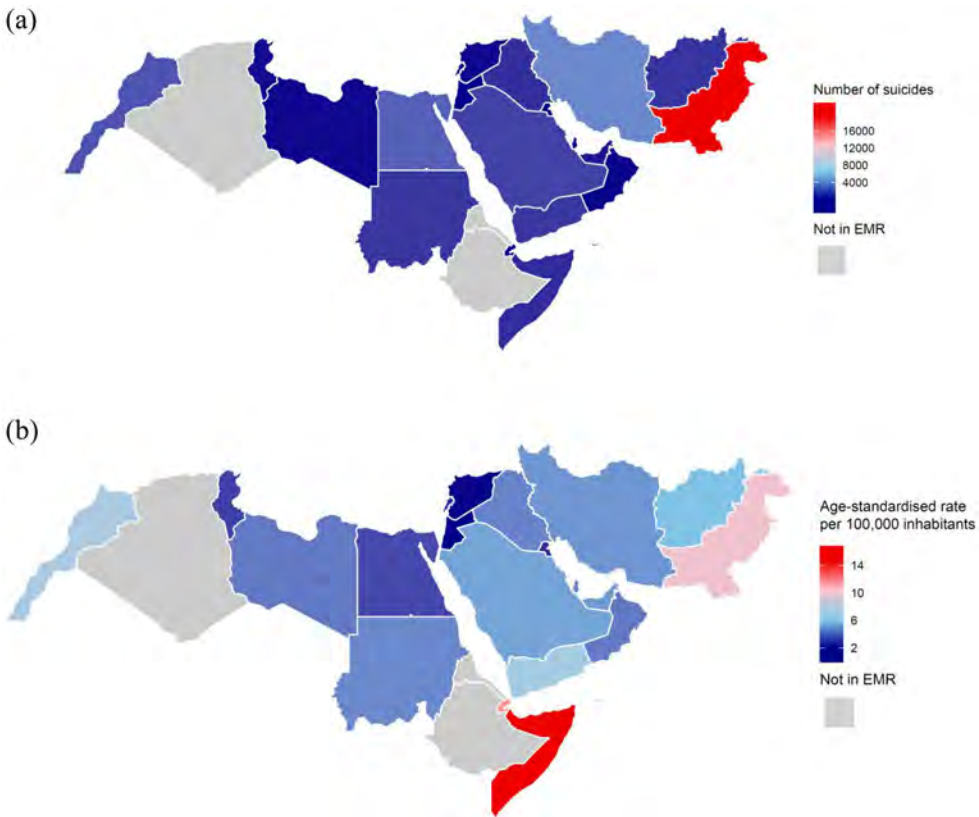 (a)
Number of suicides
16000
12000
8000
4000
Not in EMR
(b)
Age-standardised rate
per 100,000 inhabitants
14
10
6
2
Not in EMR